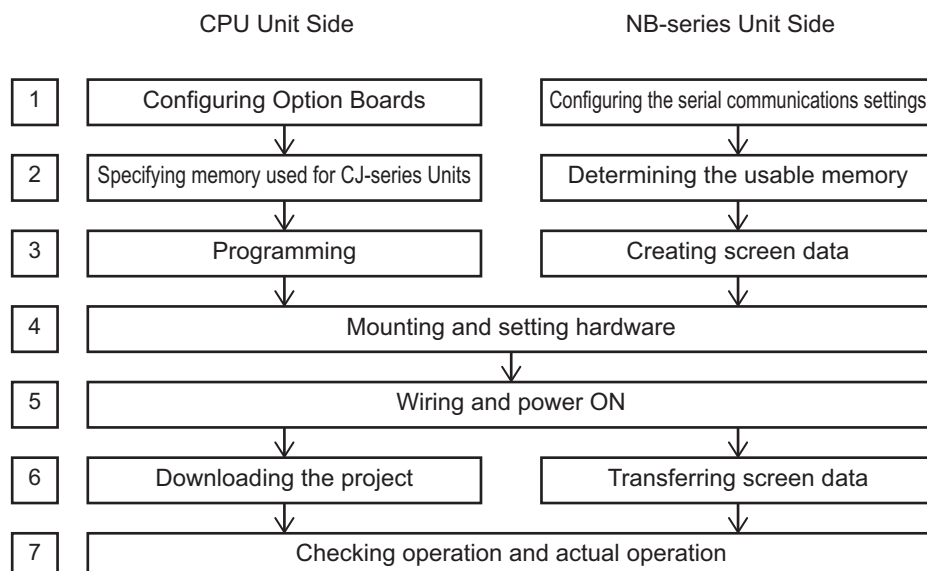 CPU Unit Side NB-series Unit Side
1 Configuring Option Boards Configuring the serial communications settings
2 Specifying memory used for CJ-series Units Determining the usable memory
3 Programming Creating screen data
4 Mounting and setting hardware
5 Wiring and power ON
6 Downloading the project Transferring screen data
7 Checking operation and actual operation